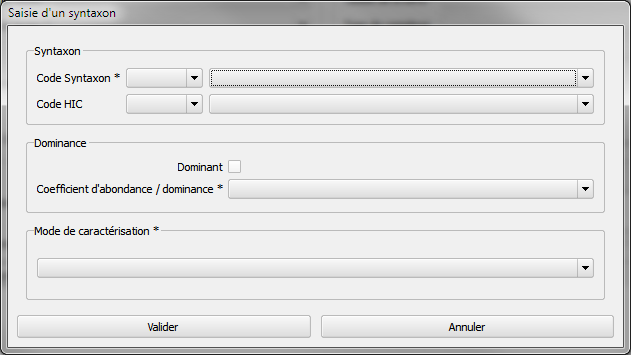 Saisie d'un syntaxon
Syntaxon
Code Syntaxon *
Code HIC
Dominance
Dominant
Coefficient d'abondance / dominance *
Mode de caractérisation *
Valider Annuler